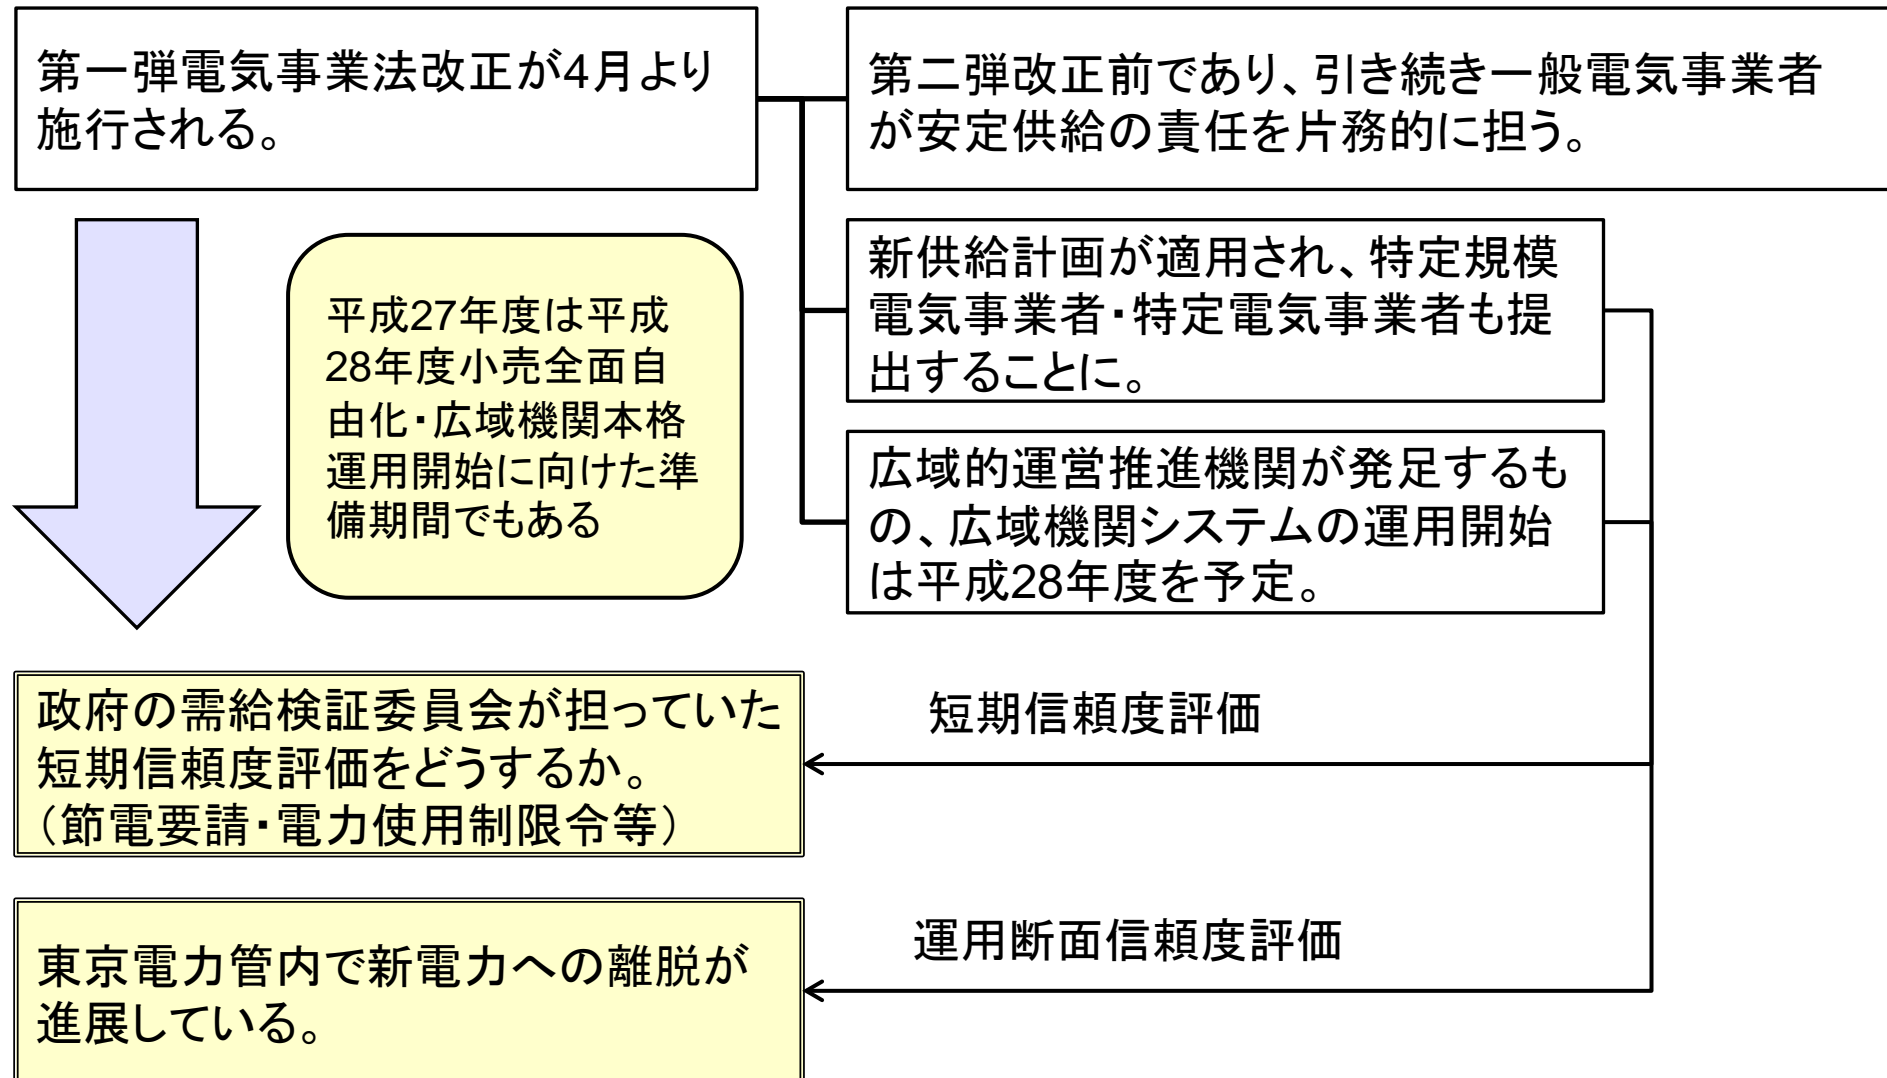 第一弾電気事業法改正が4月より
施行される。
第二弾改正前であり、引き続き一般電気事業者
が安定供給の責任を片務的に担う。
新供給計画が適用され、特定規模
電気事業者・特定電気事業者も提
出することに。
平成27年度は平成
28年度小売全面自
由化・広域機関本格
運用開始に向けた準
備期間でもある
広域的運営推進機関が発足するも
の、広域機関システムの運用開始
は平成28年度を予定。
政府の需給検証委員会が担っていた
短期信頼度評価をどうするか。
（節電要請・電力使用制限令等）
短期信頼度評価
東京電力管内で新電力への離脱が
進展している。
運用断面信頼度評価